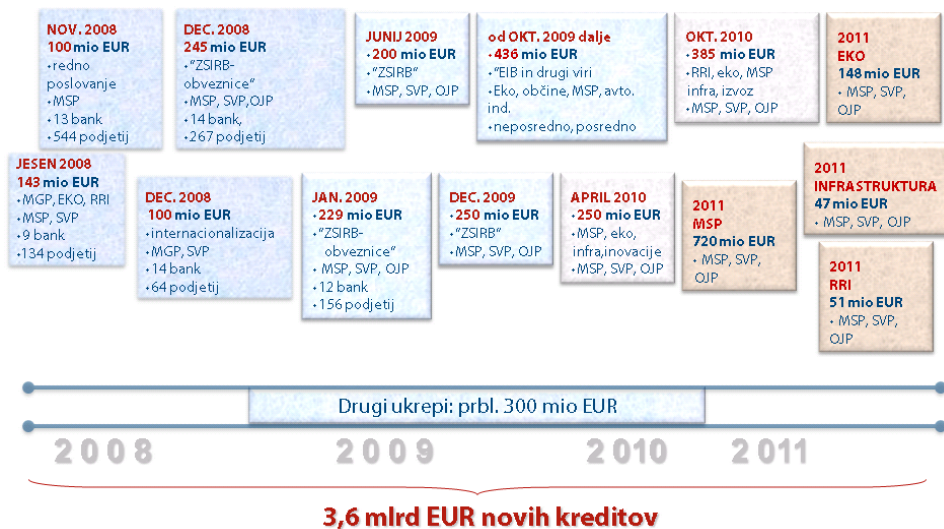 NOV. 2008
100 mio EUR
•redno
poslovanje
•MSP
•13 bank
•544 podjetij
DEC. 2008
245 mio EUR
•"ZSIRB-
obveznice"
•MSP, SVP,OJP
•14 bank,
•267 podjetij
JUNIJ 2009
•200 mio EUR
•"ZSIRB"
•MSP, SVP, OJP
od OKT. 2009 dalje
•436 mio EUR
•"EIB in drugi viri
•Eko, občine, MSP, avto.
ind.
•neposredno, posredno
OKT. 2010
•385 mio EUR
•RRI, eko, MSP
infra, izvoz
•MSP, SVP, OJP
2011
EKO
148 mio EUR
• MSP, SVP,
OJP
JESEN 2008
143 mio EUR
•MGP, EKO, RRI
•MSP, SVP
•9 bank
•134 podjetij
DEC. 2008
100 mio EUR
•internacionalizacija
•MGP, SVP
•14 bank
•64 podjetij
JAN. 2009
•229 mio EUR
•"ZSIRB-
obveznice"
• MSP, SVP, OJP
•12 bank
•156 podjetij
DEC. 2009
•250 mio EUR
•"ZSIRB"
•MSP, SVP, OJP
APRIL 2010
•250 mio EUR
•MSP, eko,
infra,inovacije
•MSP, SVP, OJP
2011
MSP
720 mio EUR
• MSP, SVP,
OJP
2011
INFRASTRUKTURA
47 mio EUR
• MSP, SVP, OJP
2011
RRI
51 mio EUR
• MSP, SVP,
OJP
Drugi ukrepi: prbl. 300 mio EUR
2008 2009 2010 2011
3,6 mlrd EUR novih kreditov